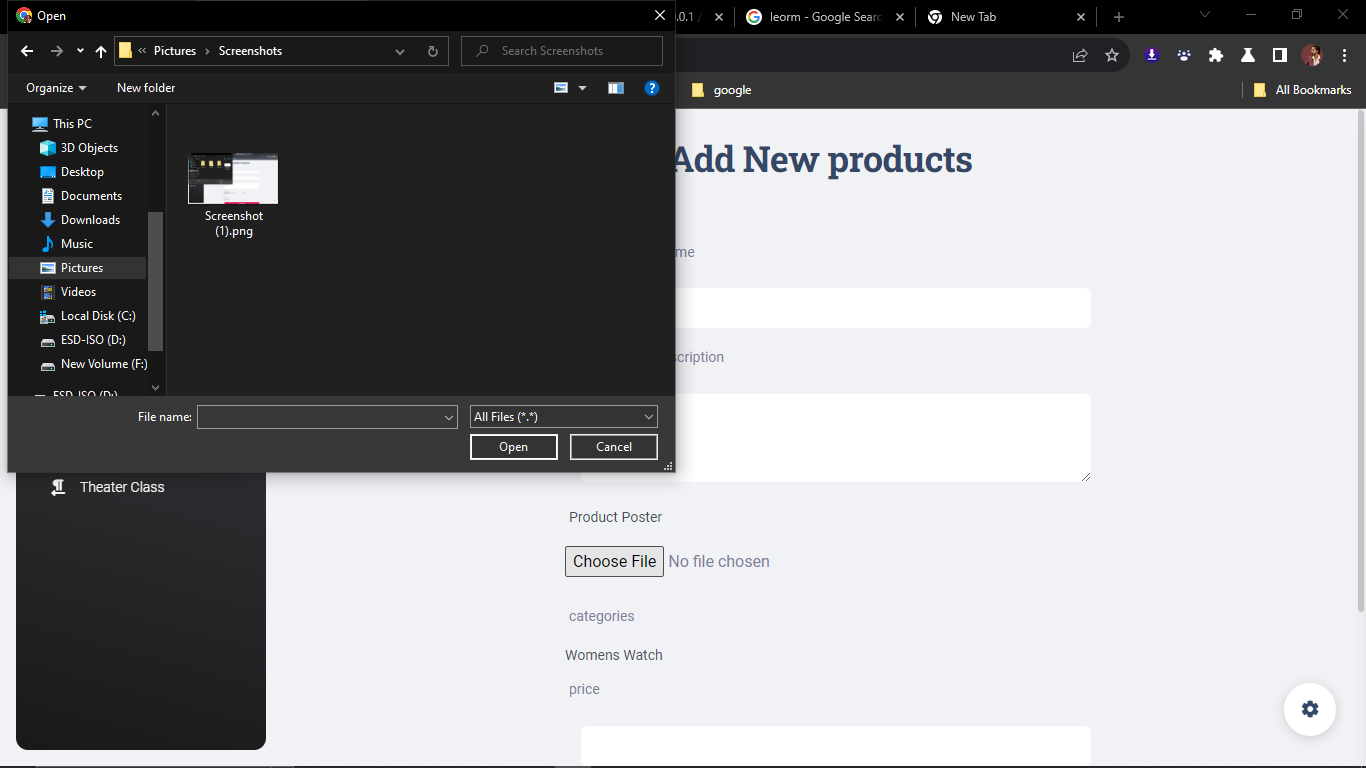 Open
.0.1 /
leorm - Google Searc
New Tab
Pictures
Screenshots
Search Screenshots
Organize
New folder
google
All Bookmarks
This PC
3D Objects
Desktop
Documents
Downloads
Music
Pictures
Videos
Local Disk (C:)
ESD-ISO (D:)
New Volume (F:)
ESD-ISO (D:)
Screenshot
(1).png
File name:
All Files (*.*)
Open
Cancel
Theater Class
Add New products
me
scription
Product Poster
Choose File No file chosen
categories
Womens Watch
price